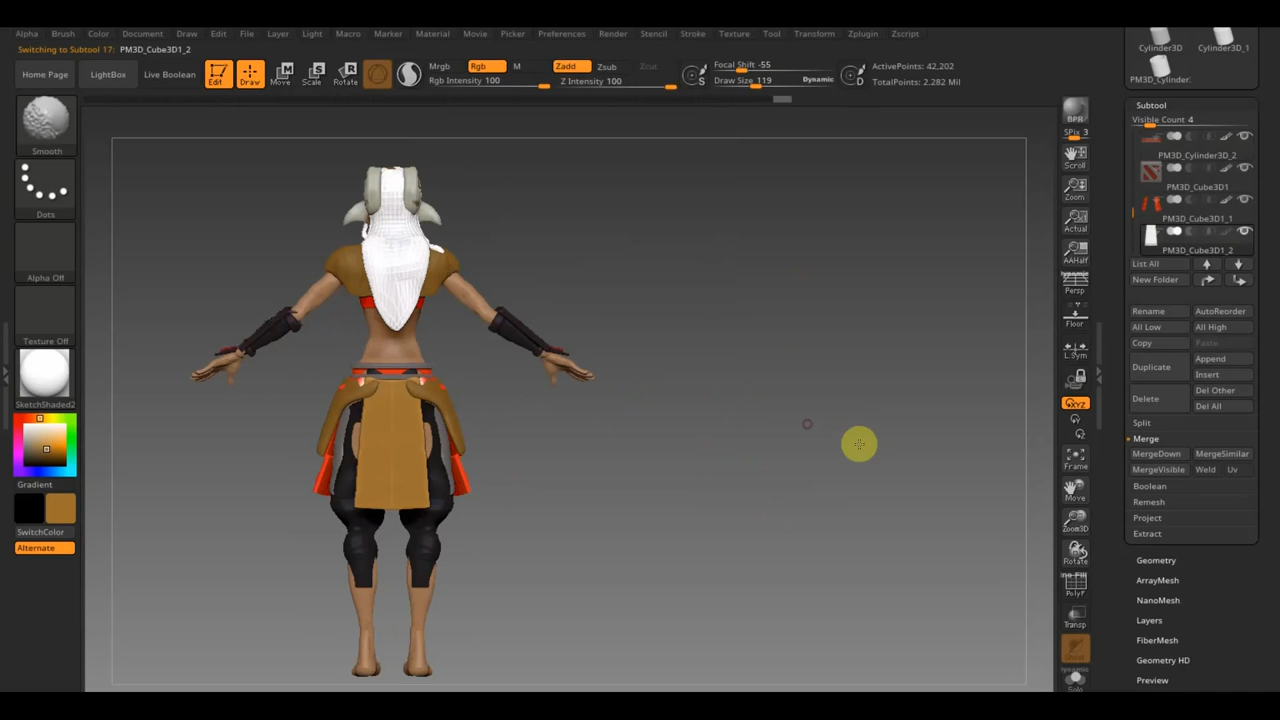 Alpha Brush Color Document Draw Edit File Layer Light Macro Marker Material Movie Picker Preferences Render Stencil Stroke Texture Tool Transform Zplugin Zscript
Switching to Subtool 17: PM3D_Cube3D1_2
Home Page LightBox Live Boolean Edit Draw Move Scale Rotate
Mrgb Rgb M Zadd Zsub Zcut
Rgb Intensity 100 Z Intensity 100
Focal Shift -55
Draw Size 119 Dynamic
S D
ActivePoints: 42,202
TotalPoints: 2.282 Mil
Smooth
Dots
Alpha Off
Texture Off
SketchShaded2
Gradient
SwitchColor
Alternate
BPR
SPix 3
Scroll
Zoom
Actual
AAHalf
Dynamic
Persp
Floor
L.Sym
XYZ
Frame
Move
Zoom3D
Rotate
PolyF
Transp
Dynamic
Solo
Cylinder3D Cylinder3D_1
PM3D_Cylinder:
Subtool
Visible Count 4
PM3D_Cylinder3D_2
PM3D_Cube3D1
PM3D_Cube3D1_1
PM3D_Cube3D1_2
List All
New Folder
Rename AutoReorder
All Low All High
Copy Paste
Duplicate Append
Insert
Delete Del Other
Del All
Split
Merge
MergeDown MergeSimilar
MergeVisible Weld Uv
Boolean
Remesh
Project
Extract
Geometry
ArrayMesh
NanoMesh
Layers
FiberMesh
Geometry HD
Preview